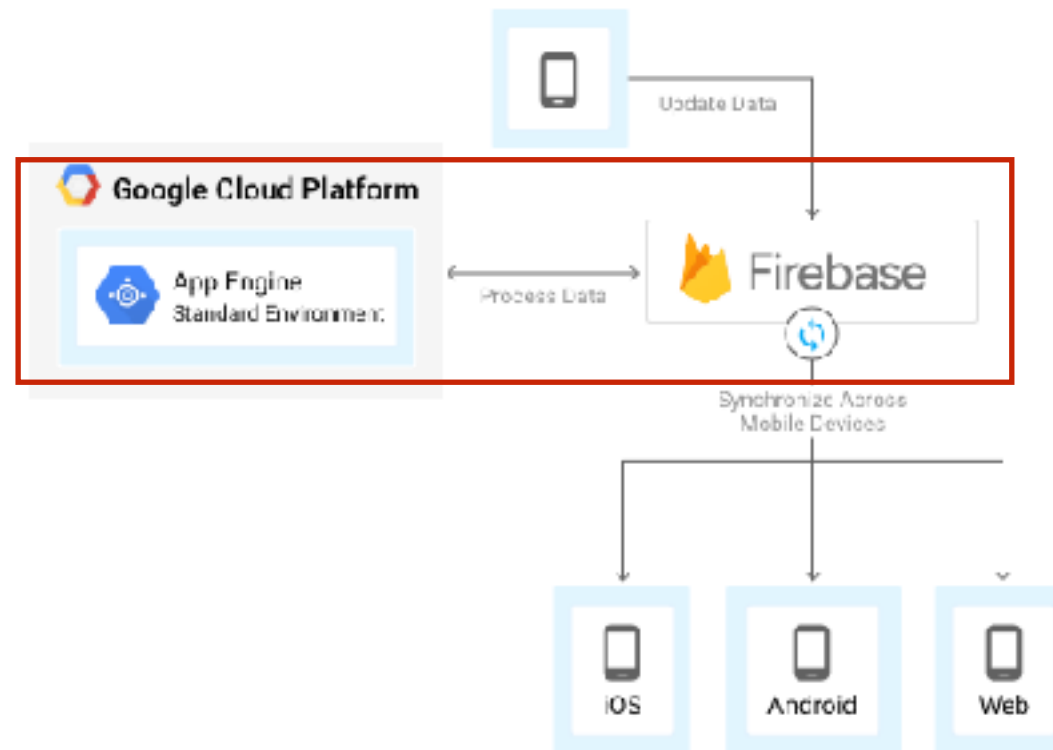 Update Data
Google Cloud Platform
App Engine
Standard Environment
Process Data
Firebase
Synchronize Across
Mobile Devices
iOS
Android
Web